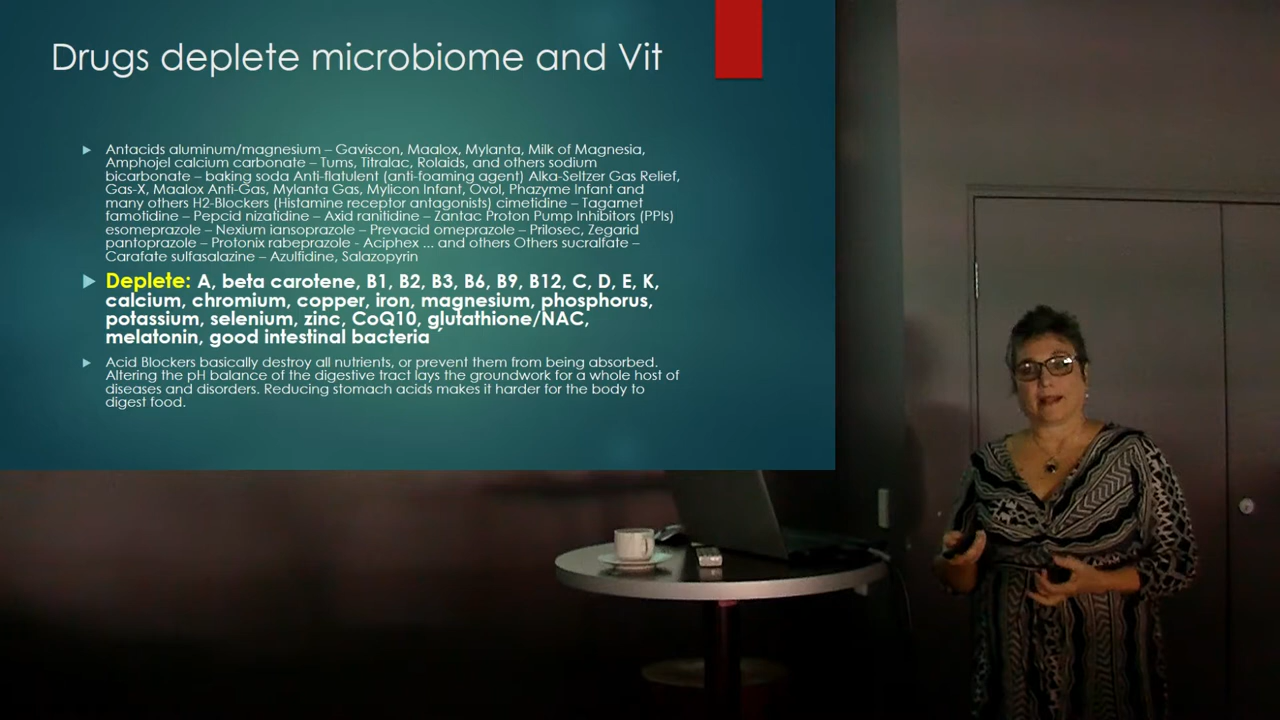 Drugs deplete microbiome and Vit
Antacids aluminum/magnesium – Gaviscon, Maalox, Mylanta, Milk of Magnesia,
Amphojel calcium carbonate – Tums, Titralac, Rolaids, and others sodium
bicarbonate – baking soda Anti-flatulent (anti-foaming agent) Alka-Seltzer Gas Relief,
Gas-X, Maalox Anti-Gas, Mylanta Gas, Mylicon Infant, Ovol, Phazyme Infant and
many others H2-Blockers (Histamine receptor antagonists) cimetidine – Tagamet
famotidine – Pepcid nizatidine – Axid ranitidine – Zantac Proton Pump Inhibitors (PPIs)
esomeprazole – Nexium iansoprazole – Prevacid omeprazole – Prilosec, Zegarid
pantoprazole – Protonix rabeprazole - Aciphex ... and others Others sucralfate –
Carafate sulfasalazine – Azulfidine, Salazopyrin
Deplete: A, beta carotene, B1, B2, B3, B6, B9, B12, C, D, E, K,
calcium, chromium, copper, iron, magnesium, phosphorus,
potassium, selenium, zinc, CoQ10, glutathione/NAC,
melatonin, good intestinal bacteria ´
Acid Blockers basically destroy all nutrients, or prevent them from being absorbed.
Altering the pH balance of the digestive tract lays the groundwork for a whole host of
diseases and disorders. Reducing stomach acids makes it harder for the body to
digest food.